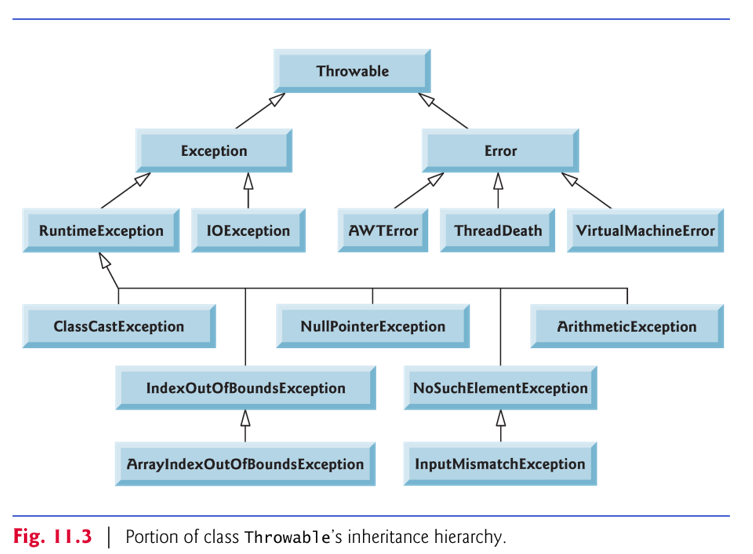 Throwable
Exception
Error
RuntimeException
IOException
AWTError
ThreadDeath
VirtualMachineError
ClassCastException
NullPointerException
ArithmeticException
IndexOutOfBoundsException
NoSuchElementException
ArrayIndexOutOfBoundsException
InputMismatchException
Fig. 11.3 | Portion of class Throwable's inheritance hierarchy.